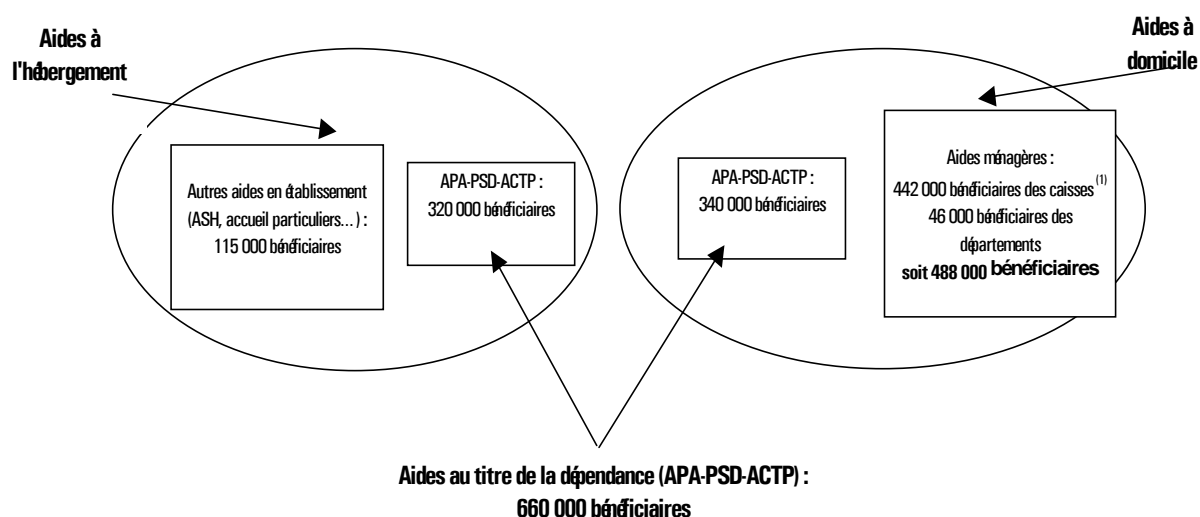 Aides à
l'hébergement
Aides à
domicile
Autres aides en établissement
(ASH, accueil particuliers…) :
115 000 bénéficiaires
APA-PSD-ACTP :
320 000 bénéficiaires
APA-PSD-ACTP :
340 000 bénéficiaires
Aides ménagères :
442 000 bénéficiaires des caisses (1)
46 000 bénéficiaires des
départements
soit 488 000 bénéficiaires
Aides au titre de la dépendance (APA-PSD-ACTP) :
660 000 bénéficiaires